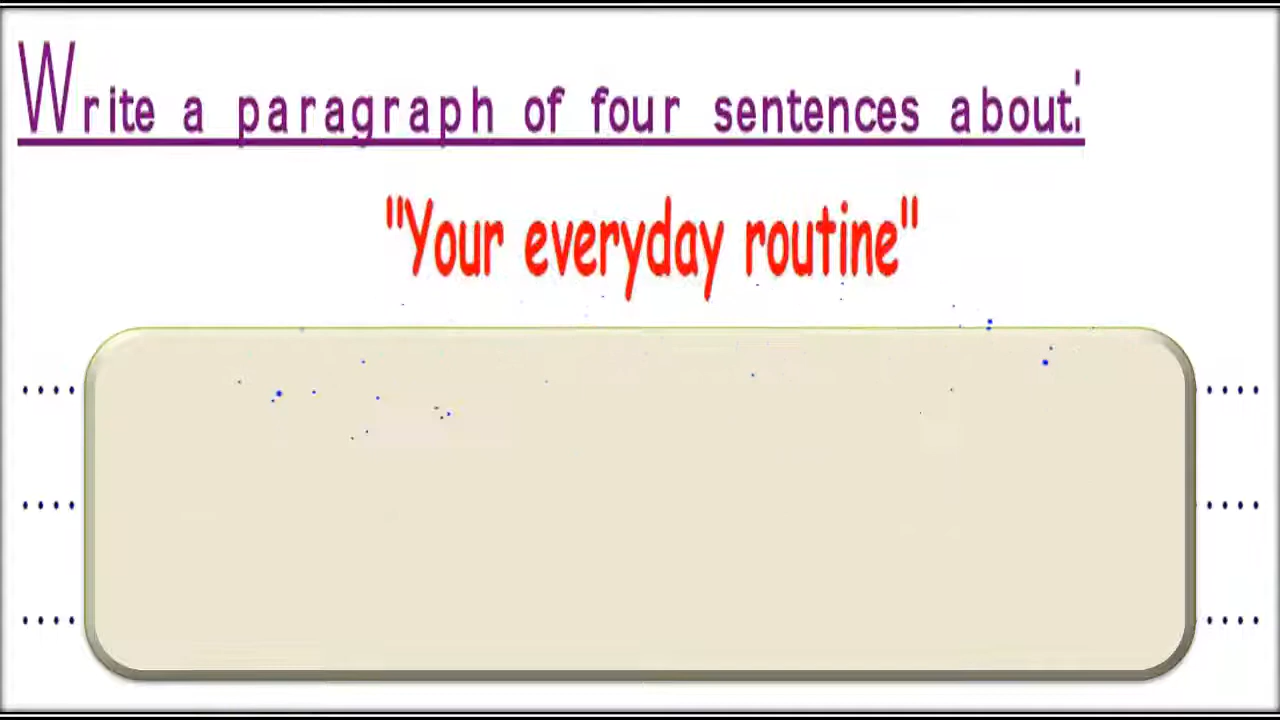 Write a paragraph of four sentences about:
"Your everyday routine"
.... ....
.... ....
.... ....